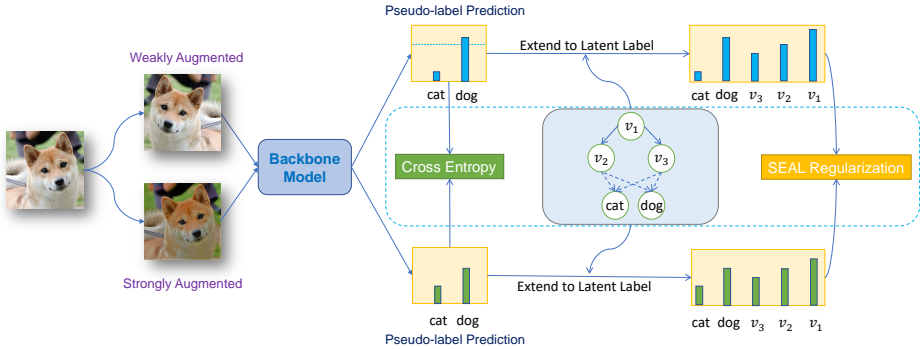 Pseudo-label Prediction
Weakly Augmented
Extend to Latent Label
cat dog
cat dog v₃ v₂ v₁
v₁
v₂ v₃
cat dog
Backbone
Model
Cross Entropy
SEAL Regularization
Strongly Augmented
Extend to Latent Label
cat dog
cat dog v₃ v₂ v₁
Pseudo-label Prediction